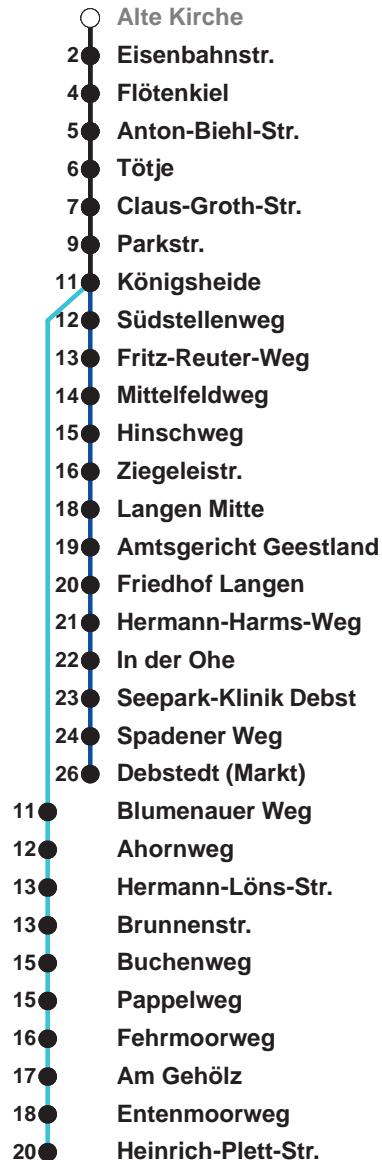 Alte Kirche
2 Eisenbahnstr.
4 Flötenkiel
5 Anton-Biehl-Str.
6 Tötje
7 Claus-Groth-Str.
9 Parkstr.
11 Königsheide
12 Südstellenweg
13 Fritz-Reuter-Weg
14 Mittelfeldweg
15 Hinschweg
16 Ziegeleistr.
18 Langen Mitte
19 Amtsgericht Geestland
20 Friedhof Langen
21 Hermann-Harms-Weg
22 In der Ohe
23 Seepark-Klinik Debst
24 Spadener Weg
26 Debstedt (Markt)
11 Blumenauer Weg
12 Ahornweg
13 Hermann-Löns-Str.
13 Brunnenstr.
15 Buchenweg
15 Pappelweg
16 Fehrmoorweg
17 Am Gehölz
18 Entenmoorweg
20 Heinrich-Plett-Str.